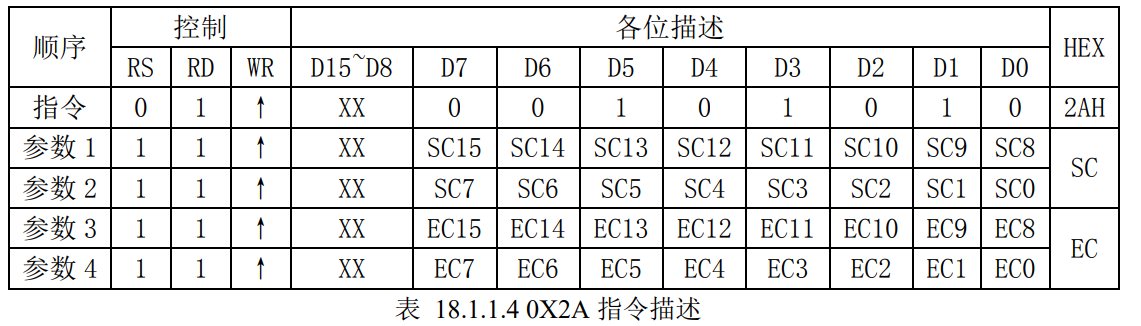 顺序 控制 各位描述 HEX
RS RD WR D15~D8 D7 D6 D5 D4 D3 D2 D1 D0
指令 0 1 ↑ XX 0 0 1 0 1 0 1 0 2AH
参数 1 1 1 ↑ XX SC15 SC14 SC13 SC12 SC11 SC10 SC9 SC8 SC
参数 2 1 1 ↑ XX SC7 SC6 SC5 SC4 SC3 SC2 SC1 SC0
参数 3 1 1 ↑ XX EC15 EC14 EC13 EC12 EC11 EC10 EC9 EC8 EC
参数 4 1 1 ↑ XX EC7 EC6 EC5 EC4 EC3 EC2 EC1 EC0
表 18.1.1.4 0X2A 指令描述